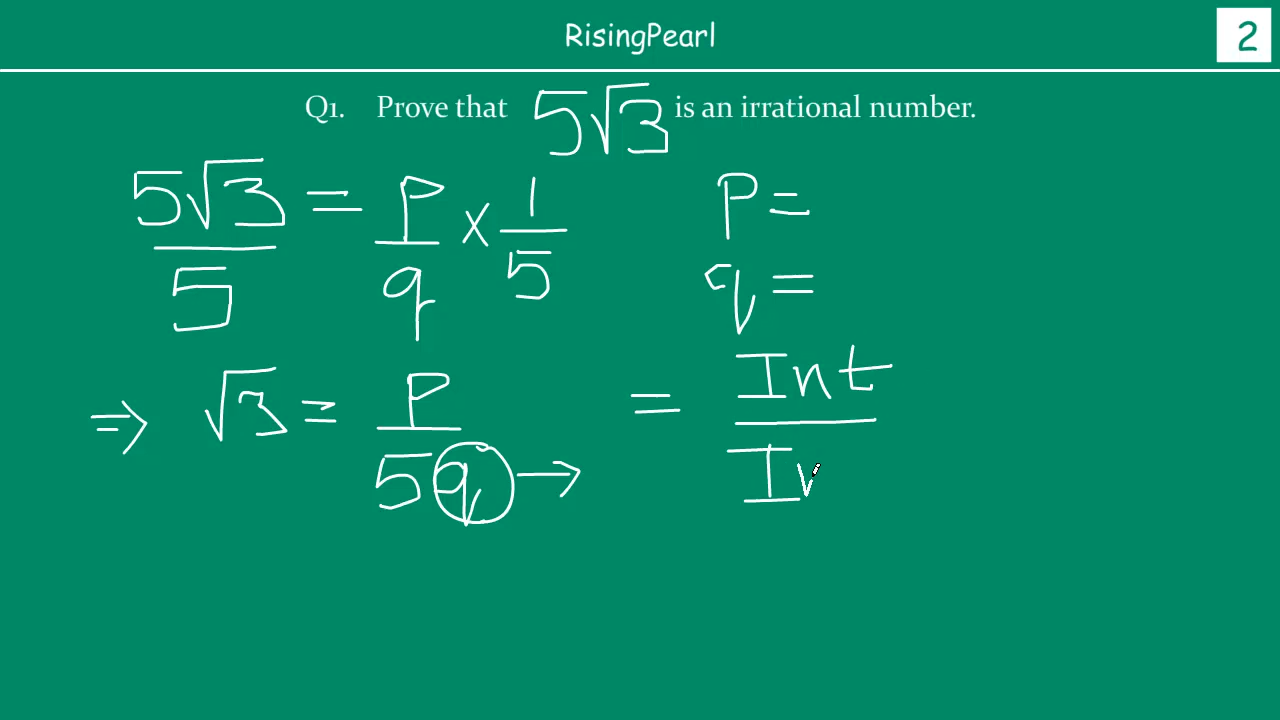 RisingPearl
2
Q1. Prove that 5√3 is an irrational number.
5√3/5 = P/q × 1/5
P =
q =
⇒ √3 = P/5q → = Int/In